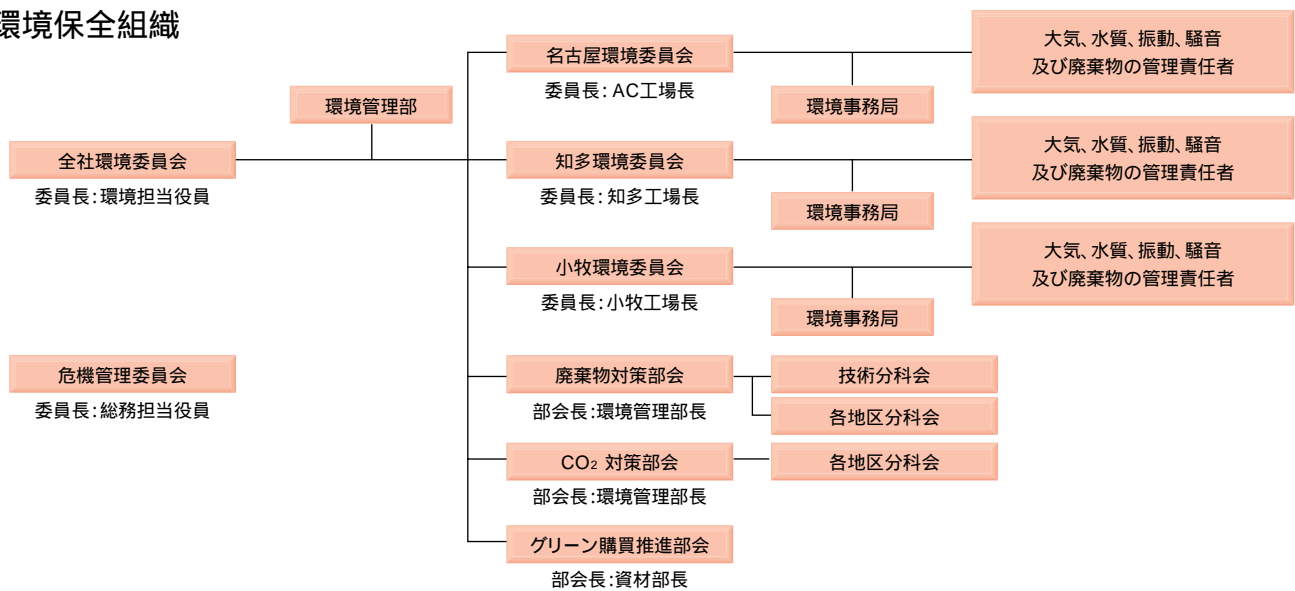 環境保全組織
環境管理部
全社環境委員会
委員長:環境担当役員
危機管理委員会
委員長:総務担当役員
名古屋環境委員会
委員長: AC工場長
環境事務局
大気、水質、振動、騒音
及び廃棄物の管理責任者
知多環境委員会
委員長: 知多工場長
環境事務局
大気、水質、振動、騒音
及び廃棄物の管理責任者
小牧環境委員会
委員長:小牧工場長
環境事務局
大気、水質、振動、騒音
及び廃棄物の管理責任者
廃棄物対策部会
部会長:環境管理部長
技術分科会
各地区分科会
CO₂ 対策部会
部会長:環境管理部長
各地区分科会
グリーン購買推進部会
部会長:資材部長